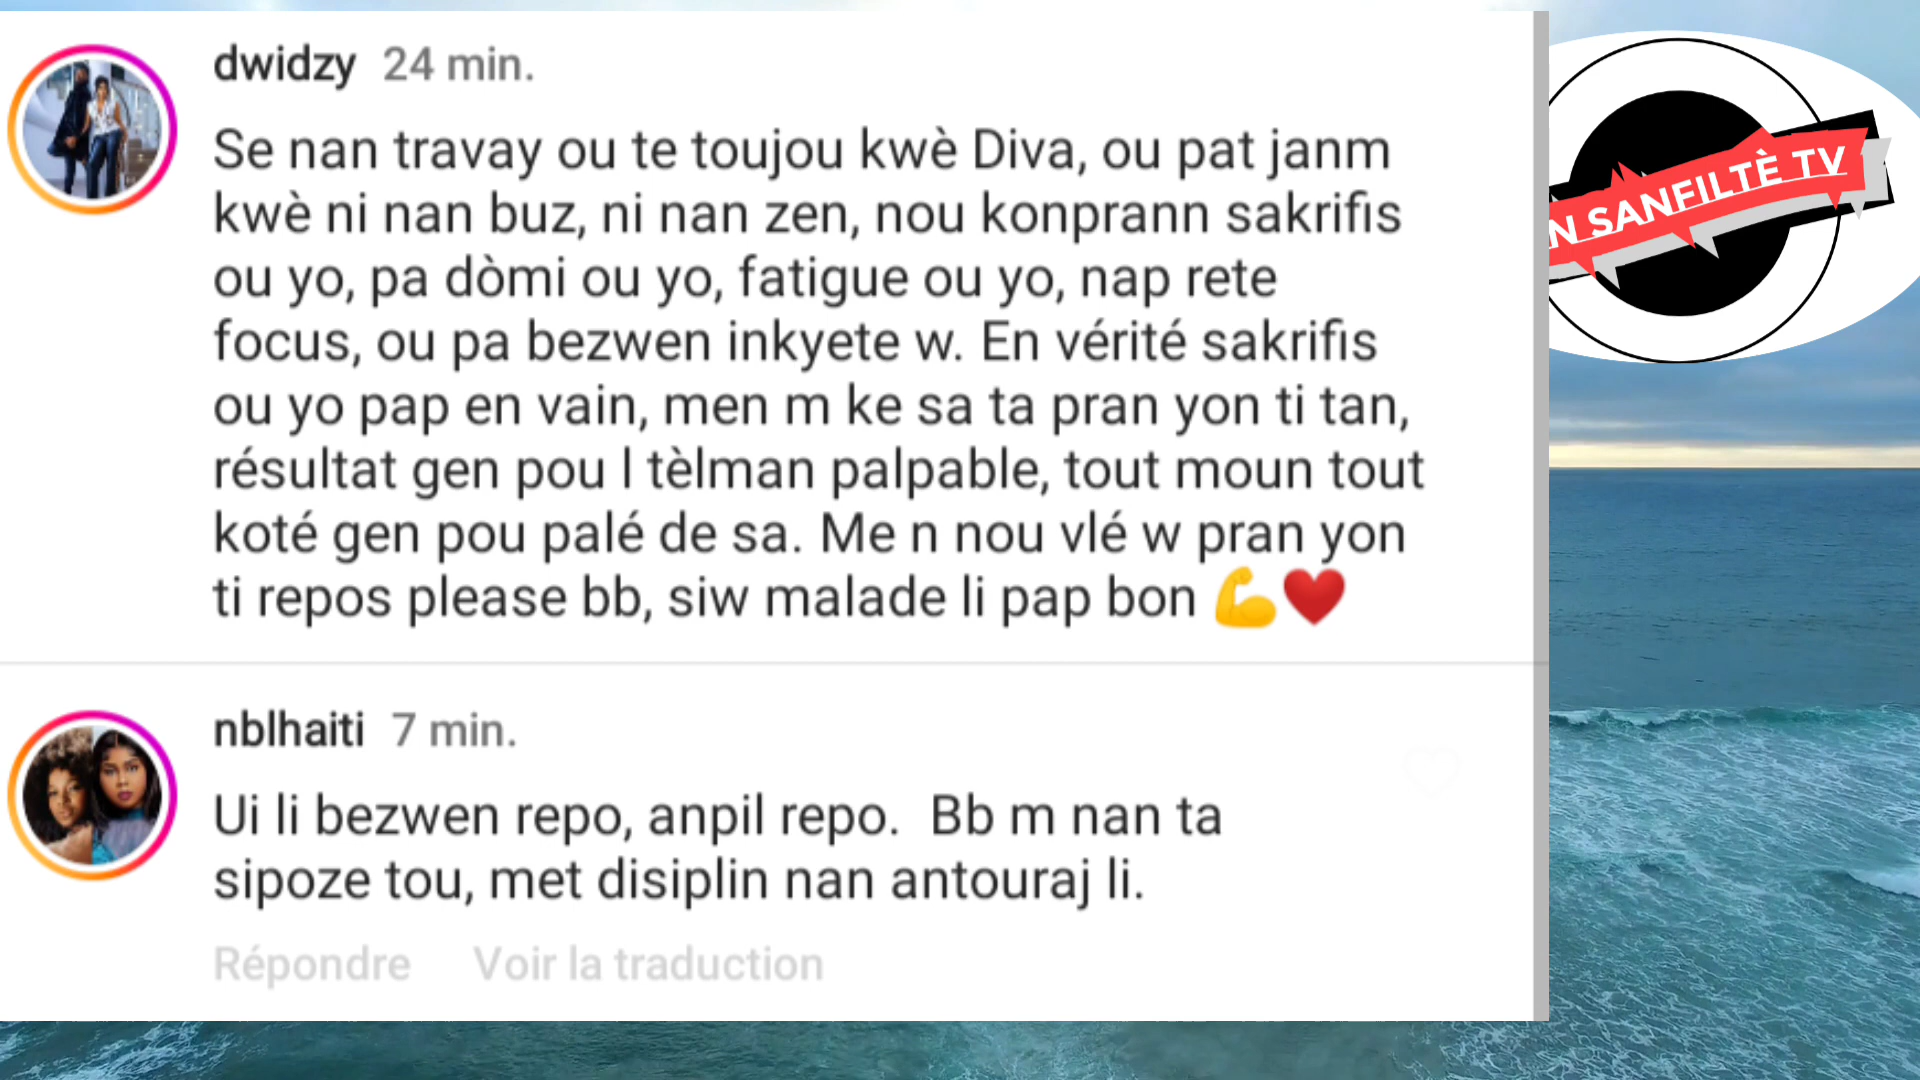 dwidzy 24 min.
Se nan travay ou te toujou kwè Diva, ou pat janm
kwè ni nan buz, ni nan zen, nou konprann sakrifis
ou yo, pa dòmi ou yo, fatigue ou yo, nap rete
focus, ou pa bezwen inkyete w. En vérité sakrifis
ou yo pap en vain, men m ke sa ta pran yon ti tan,
résultat gen pou l tèlman palpable, tout moun tout
koté gen pou palé de sa. Me n nou vlé w pran yon
ti repos please bb, siw malade li pap bon 💪❤️
nblhaiti 7 min.
Ui li bezwen repo, anpil repo. Bb m nan ta
sipoze tou, met disiplin nan antouraj li.
Répondre Voir la traduction
N SANFILTÈ TV